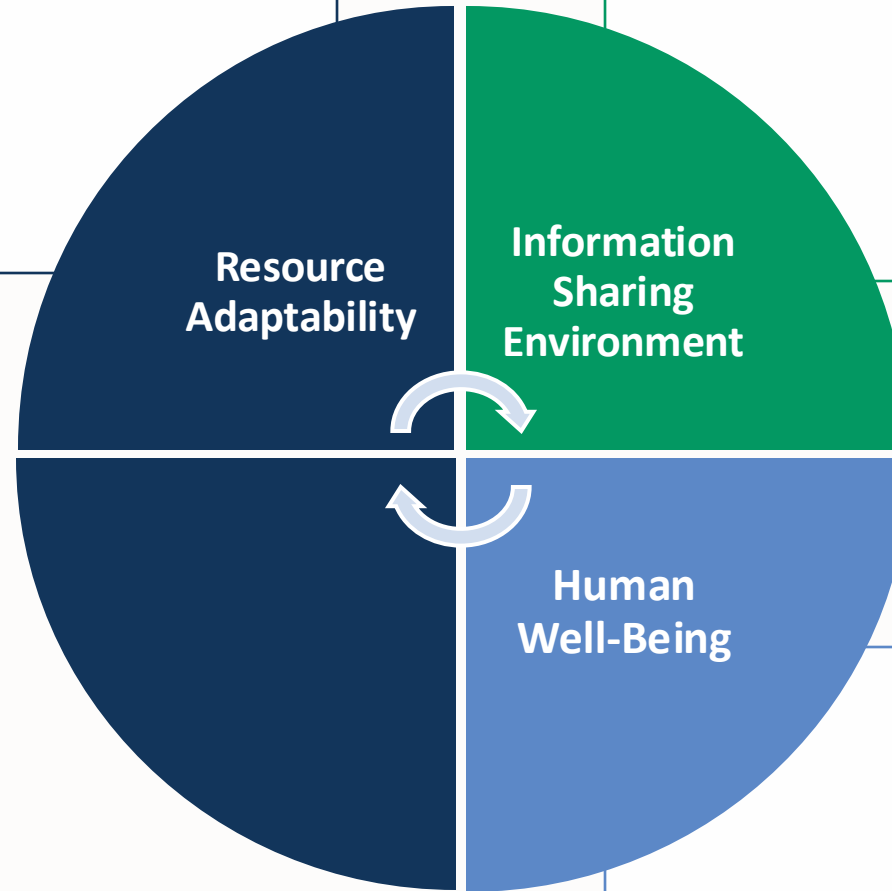 Resource
Adaptability
Information
Sharing
Environment
Human
Well-Being